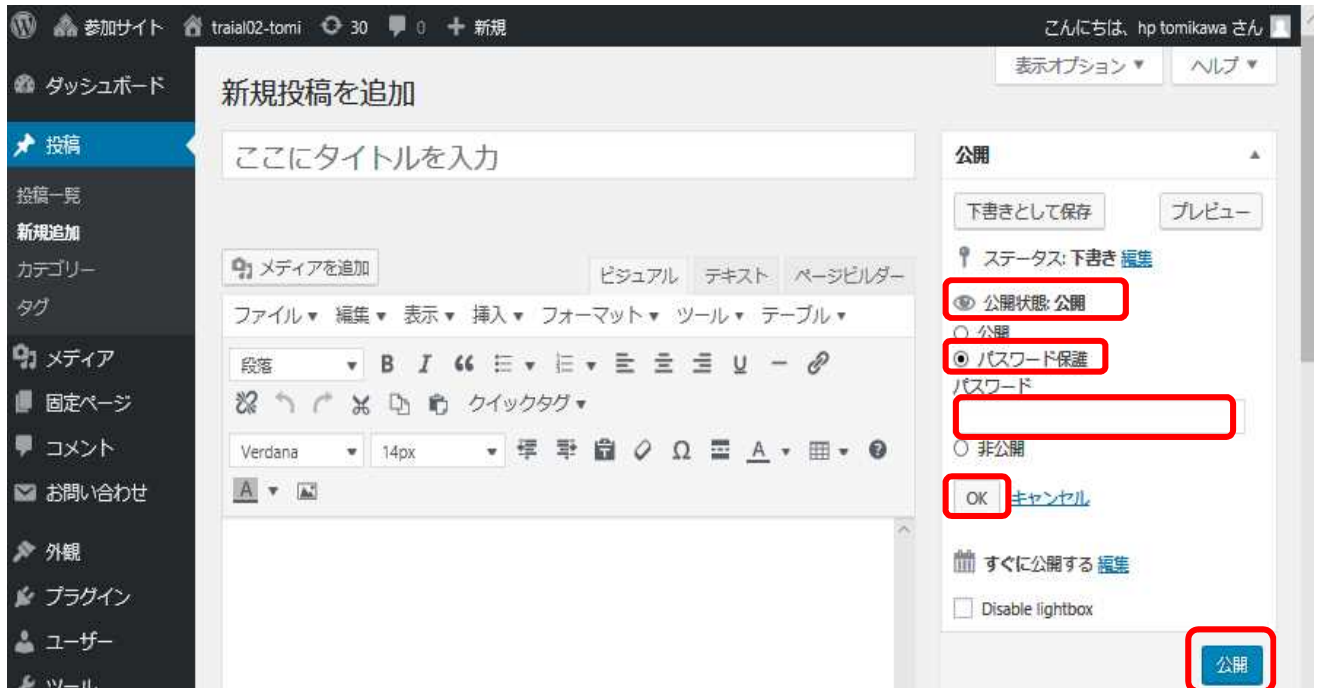 参加サイト traial02-tomi 30 0 新規 こんにちは、hp tomikawa さん
表示オプション ▼ ヘルプ ▼
ダッシュボード
投稿
投稿一覧
新規追加
カテゴリー
タグ
メディア
固定ページ
コメント
お問い合わせ
外観
プラグイン
ユーザー
ツール
新規投稿を追加
ここにタイトルを入力
メディアを追加
ビジュアル テキスト ページビルダー
ファイル ▼ 編集 ▼ 表示 ▼ 挿入 ▼ フォーマット ▼ ツール ▼ テーブル ▼
段落 ▼ B I U
クイックタグ ▼
Verdana ▼ 14px ▼ Ω A ▼
A ▼
公開
下書きとして保存 プレビュー
ステータス: 下書き 編集
公開状態: 公開
公開
パスワード保護
パスワード
非公開
OK キャンセル
すぐに公開する 編集
Disable lightbox
公開